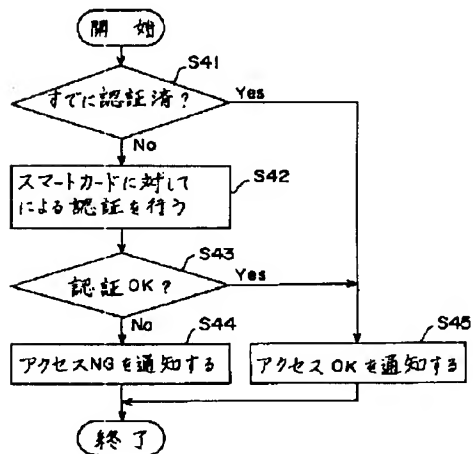 開始
S41
すでに認証済?
Yes
No
S42
スマートカードに対して
による認証を行う
S43
認証OK?
Yes
No
S44
アクセスNGを通知する
S45
アクセスOKを通知する
終了